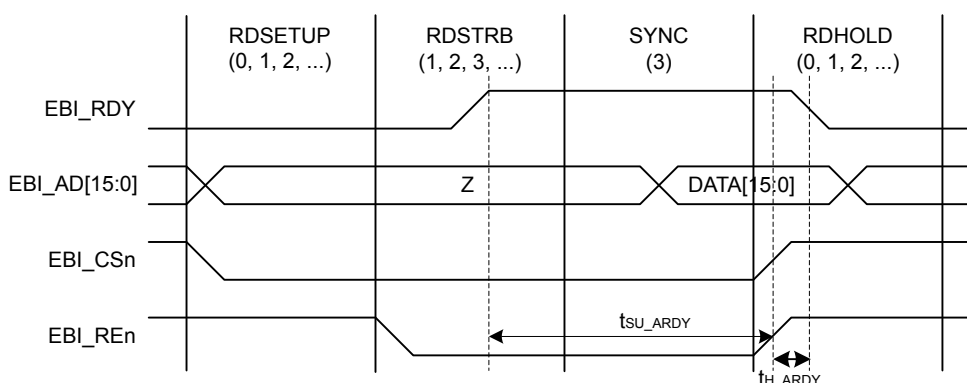 RDSETUP RDSTRB SYNC RDHOLD
(0, 1, 2, ...) (1, 2, 3, ...) (3) (0, 1, 2, ...)
EBI_RDY
EBI_AD[15:0] Z DATA[15:0]
EBI_CSn
EBI_REn tSU_ARDY
tH_ARDY